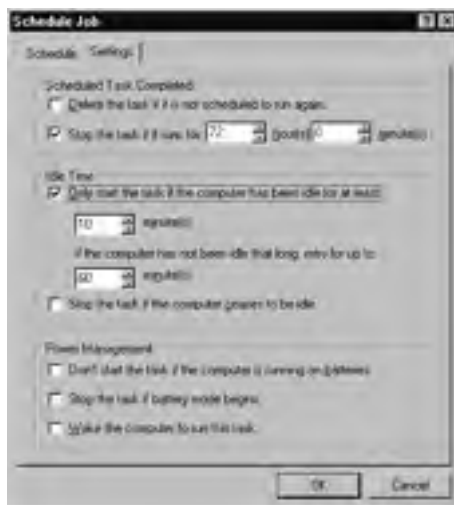 Schedule Job
Schedule Settings
Scheduled Task Completed
Delete the task if it is not scheduled to run again.
Stop the task if it runs for: 72 hour(s) 0 minute(s).
Idle Time
Only start the task if the computer has been idle for at least:
10 minute(s)
If the computer has not been idle that long, retry for up to:
60 minute(s)
Stop the task if the computer ceases to be idle.
Power Management
Don't start the task if the computer is running on batteries.
Stop the task if battery mode begins.
Wake the computer to run this task.
OK Cancel